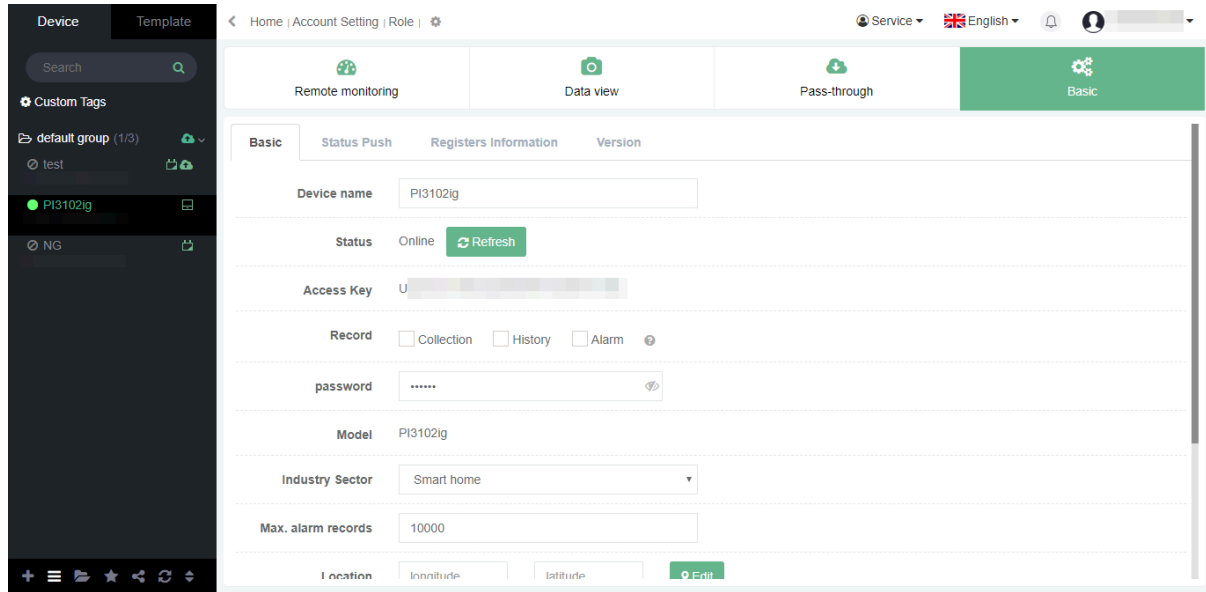 Device Template
Home | Account Setting | Role |
Service English
Search
Custom Tags
default group (1/3)
test
PI3102ig
NG
Remote monitoring
Data view
Pass-through
Basic
Basic Status Push Registers Information Version
Device name PI3102ig
Status Online Refresh
Access Key U
Record Collection History Alarm
password ••••••
Model PI3102ig
Industry Sector Smart home
Max. alarm records 10000
Location longitude latitude Edit